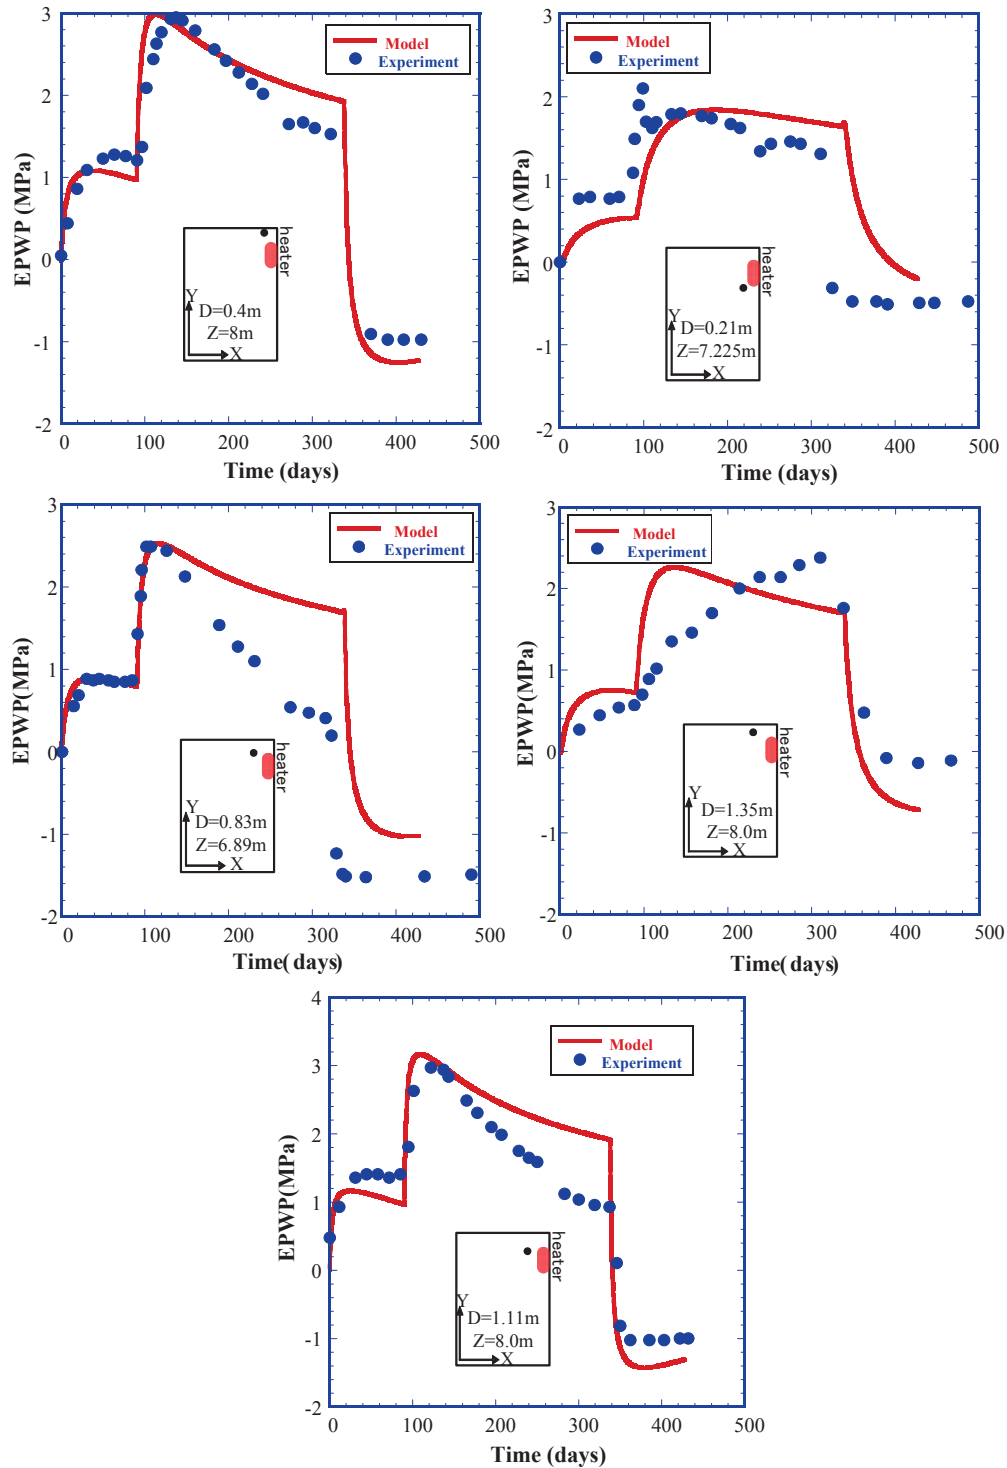 3
2
1
0
-1
-2
EPWP (MPa)
Model
Experiment
heater
Y
D=0.4m
Z=8m
X
0 100 200 300 400 500
Time (days)
3
2
1
0
-1
-2
EPWP (MPa)
Model
Experiment
heater
Y
D=0.21m
Z=7.225m
X
0 100 200 300 400 500
Time (days)
3
2
1
0
-1
-2
EPWP(MPa)
Model
Experiment
heater
Y
D=0.83m
Z=6.89m
X
0 100 200 300 400 500
Time( days)
3
2
1
0
-1
-2
EPWP(MPa)
Model
Experiment
heater
Y
D=1.35m
Z=8.0m
X
0 100 200 300 400 500
Time( days)
4
3
2
1
0
-1
-2
EPWP(MPa)
Model
Experiment
heater
Y
D=1.11m
Z=8.0m
X
0 100 200 300 400 500
Time (days)